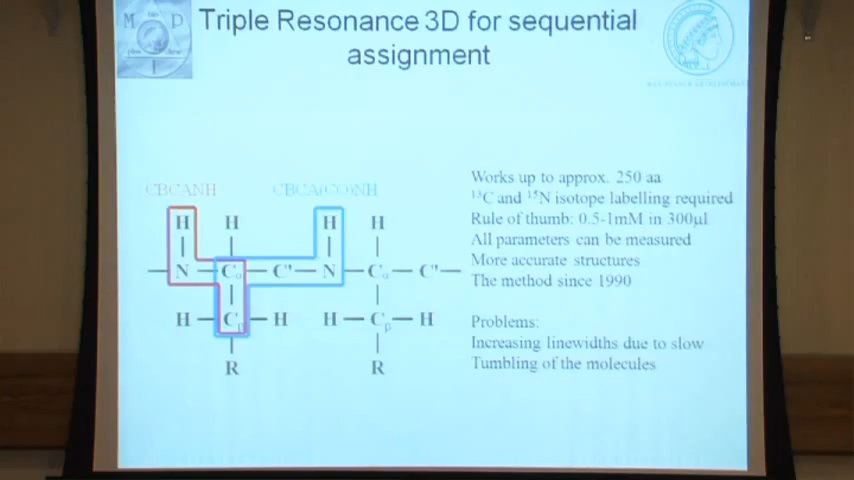 Triple Resonance 3D for sequential
assignment
M P
I
CBCANH CBCA(CO)NH
H H H H
N C α C' N C α C'
H C β H H C β H
R R
Works up to approx. 250 aa
¹³C and ¹⁵N isotope labelling required
Rule of thumb: 0.5-1mM in 300µl
All parameters can be measured
More accurate structures
The method since 1990
Problems:
Increasing linewidths due to slow
Tumbling of the molecules